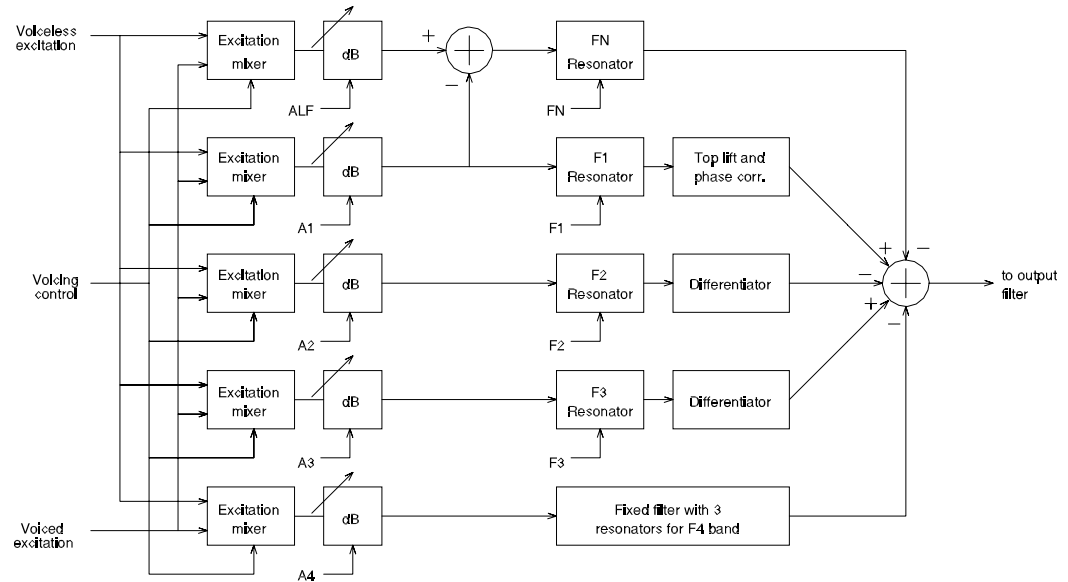 Voiceless
excitation
Excitation
mixer
dB
+
−
FN
Resonator
−
ALF
FN
Excitation
mixer
dB
F1
Resonator
Top lift and
phase corr.
A1
F1
+
−
Voicing
control
Excitation
mixer
dB
F2
Resonator
Differentiator
−
+
−
to output
filter
A2
F2
Excitation
mixer
dB
F3
Resonator
Differentiator
A3
F3
Voiced
excitation
Excitation
mixer
dB
Fixed filter with 3
resonators for F4 band
A4